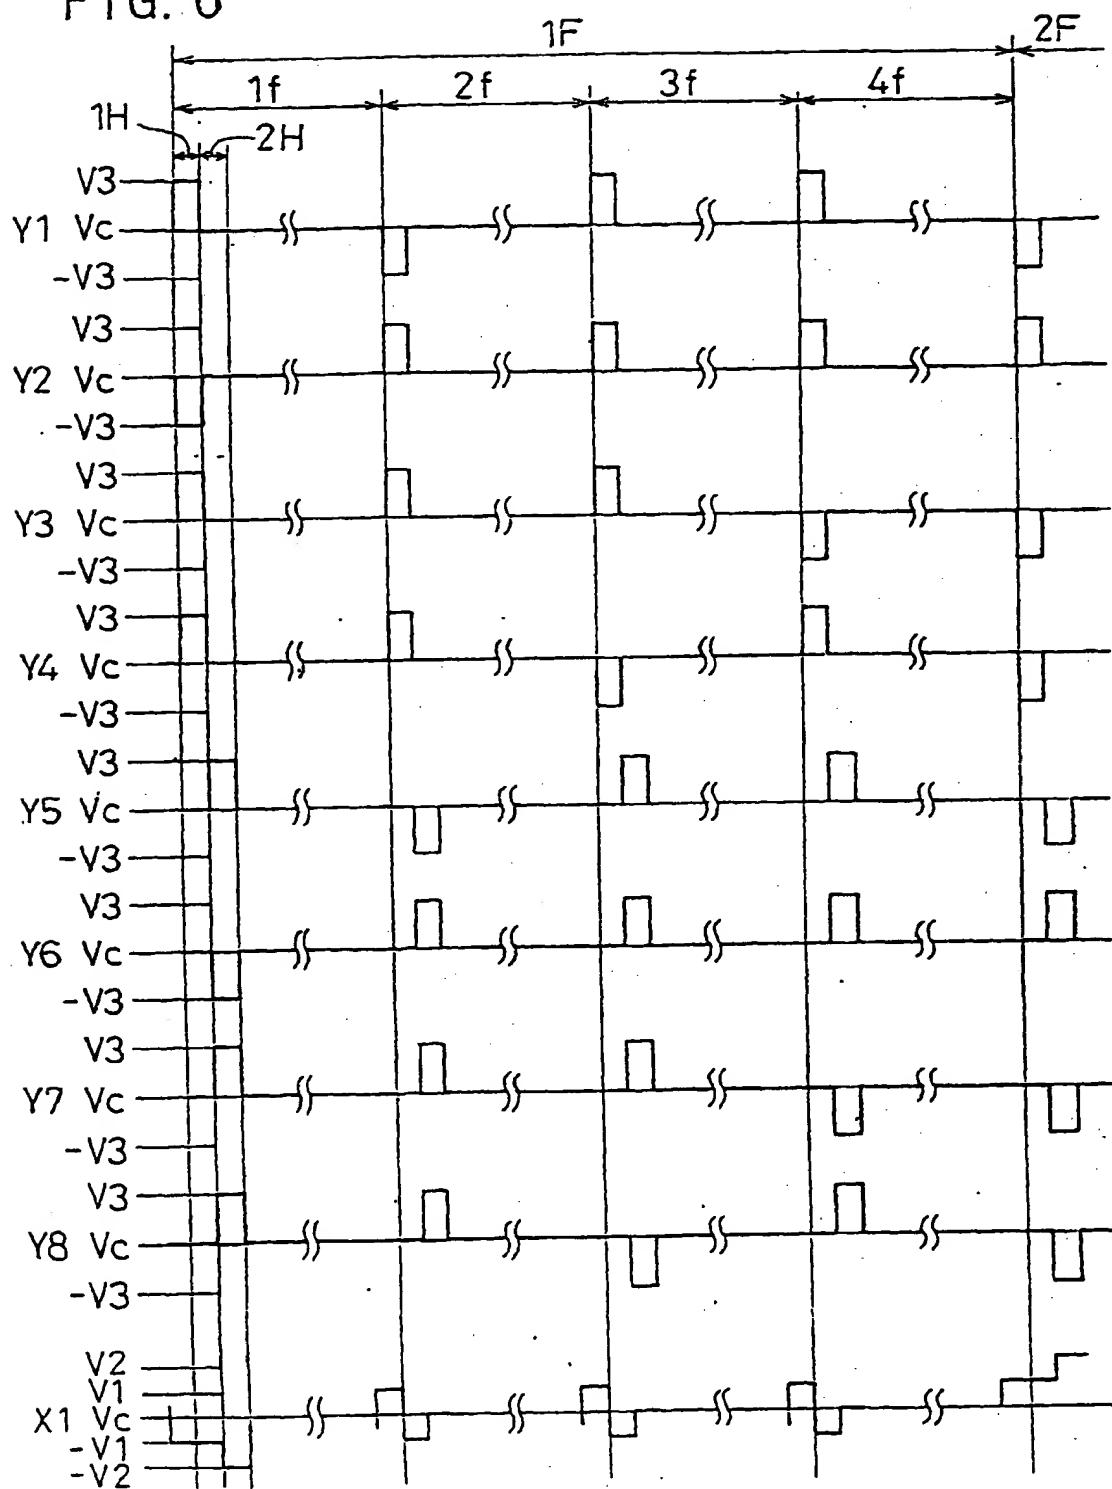 FIG. 6
1F 2F
1f 2f 3f 4f
1H 2H
V3
Y1 Vc
-V3
V3
Y2 Vc
-V3
V3
Y3 Vc
-V3
V3
Y4 Vc
-V3
V3
Y5 Vc
-V3
V3
Y6 Vc
-V3
V3
Y7 Vc
-V3
V3
Y8 Vc
-V3
V2
V1
X1 Vc
-V1
-V2